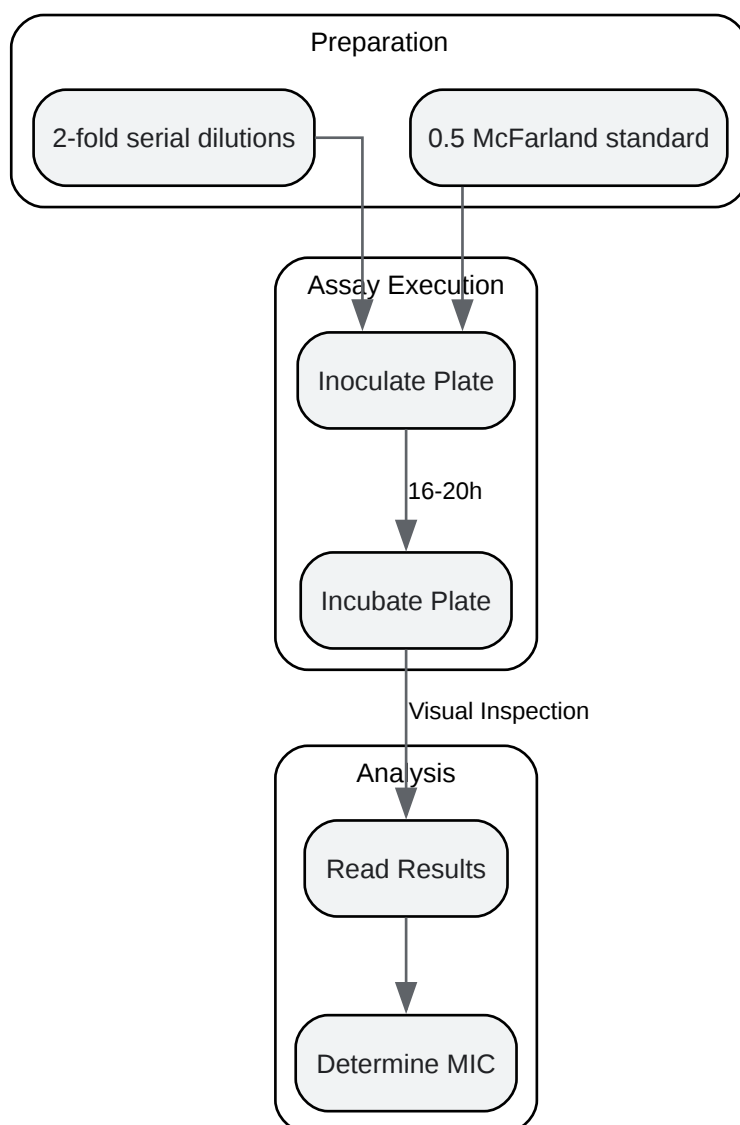 Preparation
2-fold serial dilutions
0.5 McFarland standard
Assay Execution
Inoculate Plate
16-20h
Incubate Plate
Visual Inspection
Analysis
Read Results
Determine MIC